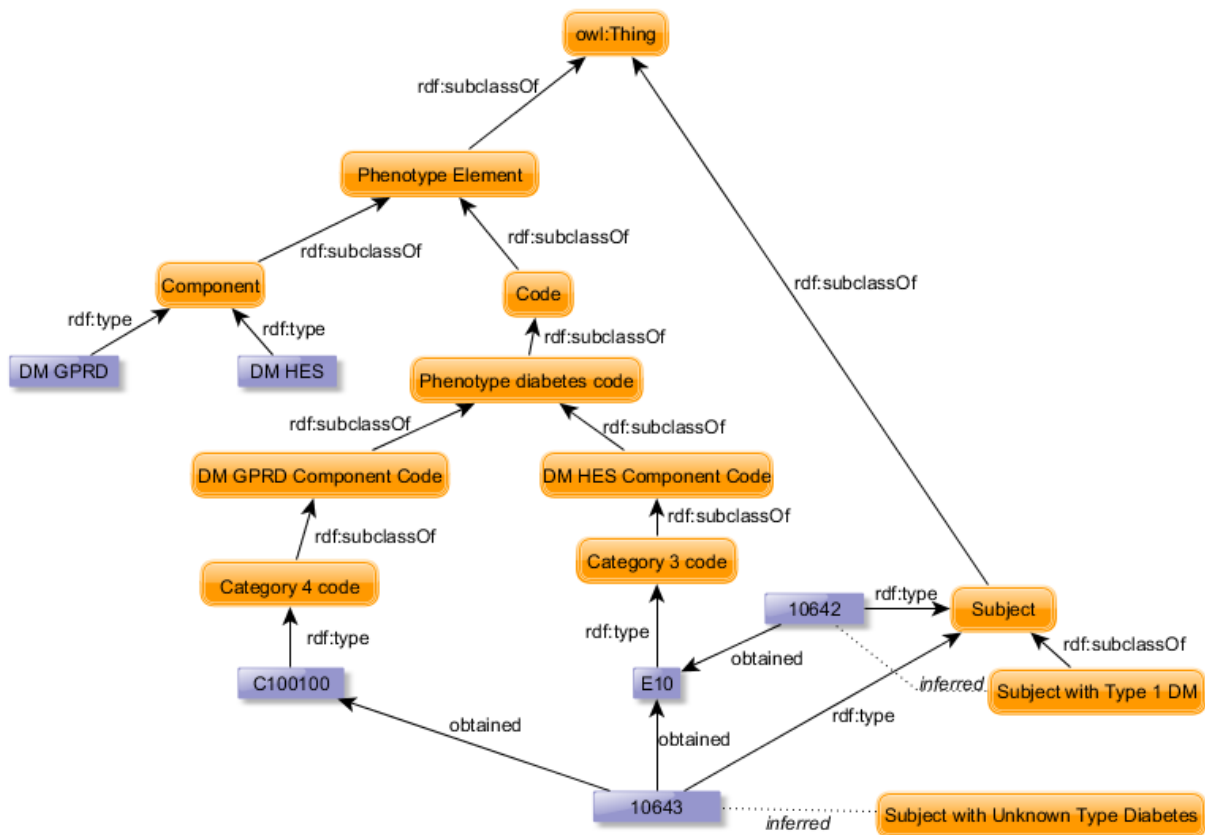 owl:Thing
rdf:subclassOf
Phenotype Element
rdf:subclassOf
rdf:subclassOf
rdf:subclassOf
Component
Code
rdf:type
rdf:type
rdf:subclassOf
DM GPRD
DM HES
Phenotype diabetes code
rdf:subclassOf
rdf:subclassOf
DM GPRD Component Code
DM HES Component Code
rdf:subclassOf
rdf:subclassOf
Category 4 code
Category 3 code
10642
rdf:type
Subject
rdf:type
rdf:type
obtained
rdf:subclassOf
C100100
E10
inferred
Subject with Type 1 DM
obtained
obtained
rdf:type
10643
inferred
Subject with Unknown Type Diabetes